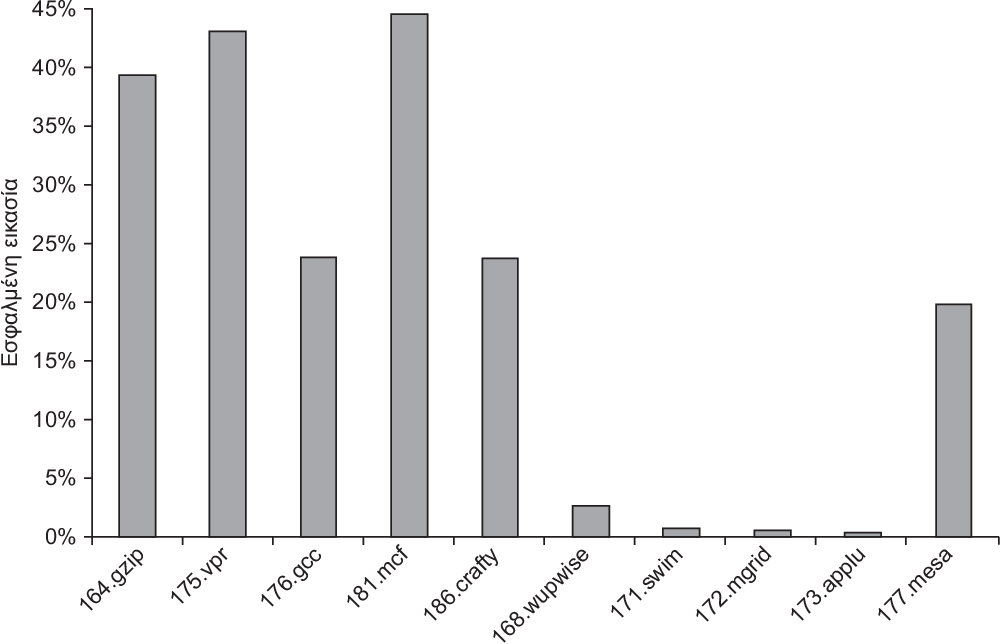 45%
40%
35%
30%
25%
20%
15%
10%
5%
0%
Εσφαλμένη εικασία
164.gzip
175.vpr
176.gcc
181.mcf
186.crafty
168.wupwise
171.swim
172.mgrid
173.applu
177.mesa